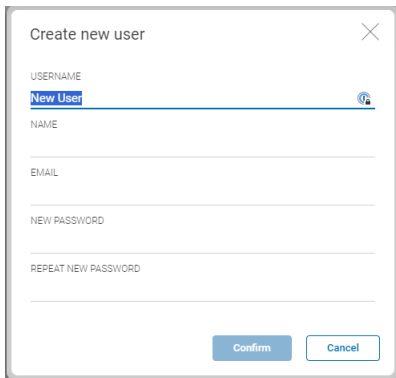 Create new user
USERNAME
New User
NAME
EMAIL
NEW PASSWORD
REPEAT NEW PASSWORD
Confirm Cancel